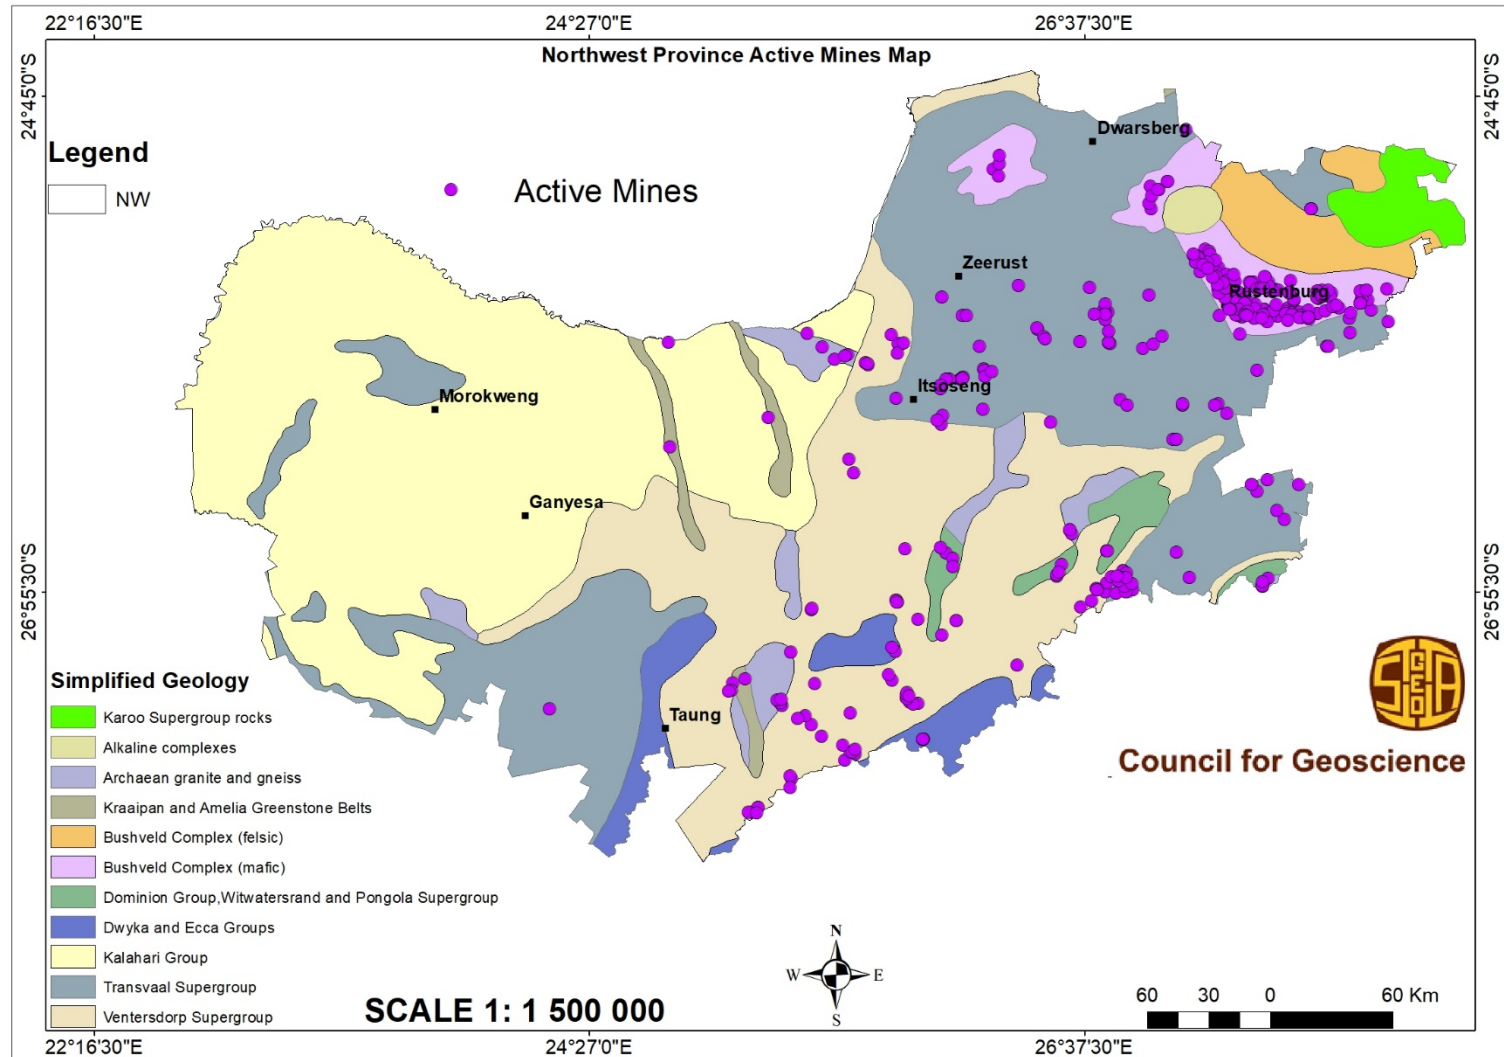 22°16'30"E 24°27'0"E 26°37'30"E
Northwest Province Active Mines Map
24°45'0"S 24°45'0"S
Legend
NW
Active Mines
Dwarsberg
Zeerust
Rustenburg
Itsoseng
Morokweng
Ganyesa
26°55'30"S 26°55'30"S
Taung
Simplified Geology
Karoo Supergroup rocks
Alkaline complexes
Archaean granite and gneiss
Kraaipan and Amelia Greenstone Belts
Bushveld Complex (felsic)
Bushveld Complex (mafic)
Dominion Group,Witwatersrand and Pongola Supergroup
Dwyka and Ecca Groups
Kalahari Group
Transvaal Supergroup
Ventersdorp Supergroup
S GEO A
Council for Geoscience
N
W E
S
SCALE 1: 1 500 000
60 30 0 60 Km
22°16'30"E 24°27'0"E 26°37'30"E